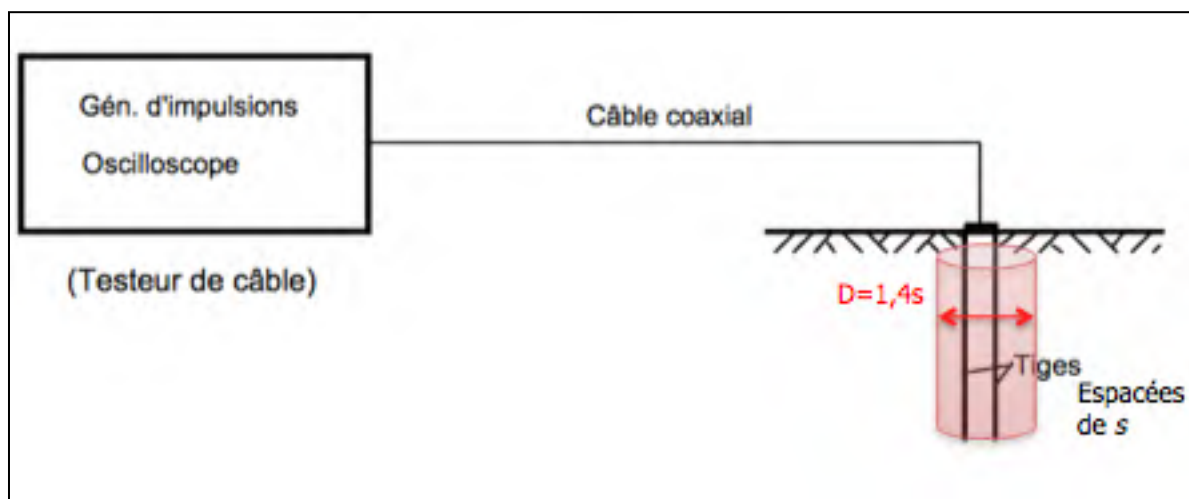 Gén. d'impulsions
Oscilloscope
(Testeur de câble)
Câble coaxial
D=1,4s
Tiges
Espacées
de s